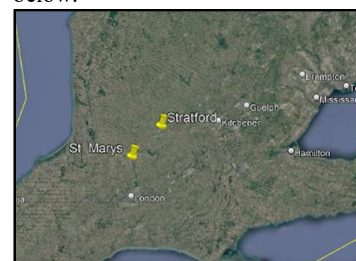 below.
Brampton
Mississa
Guelph
Stratford
Kitchener
St Marys
Hamilton
London